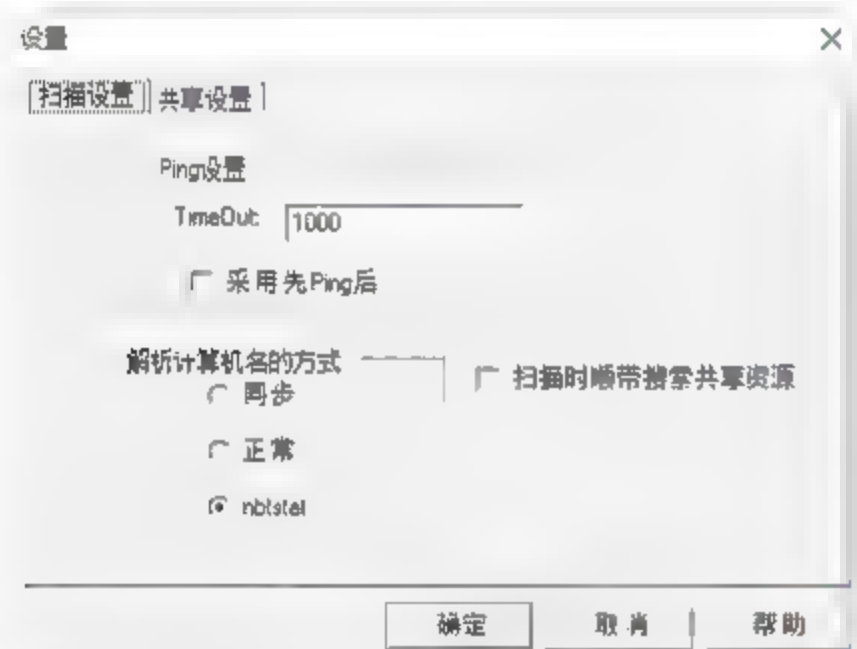 设置
扫描设置 共享设置
Ping设置
TimeOut: 1000
采用先Ping后
解析计算机名的方式
扫描时顺带搜索共享资源
同步
正常
nbtstat
确定 取消 帮助